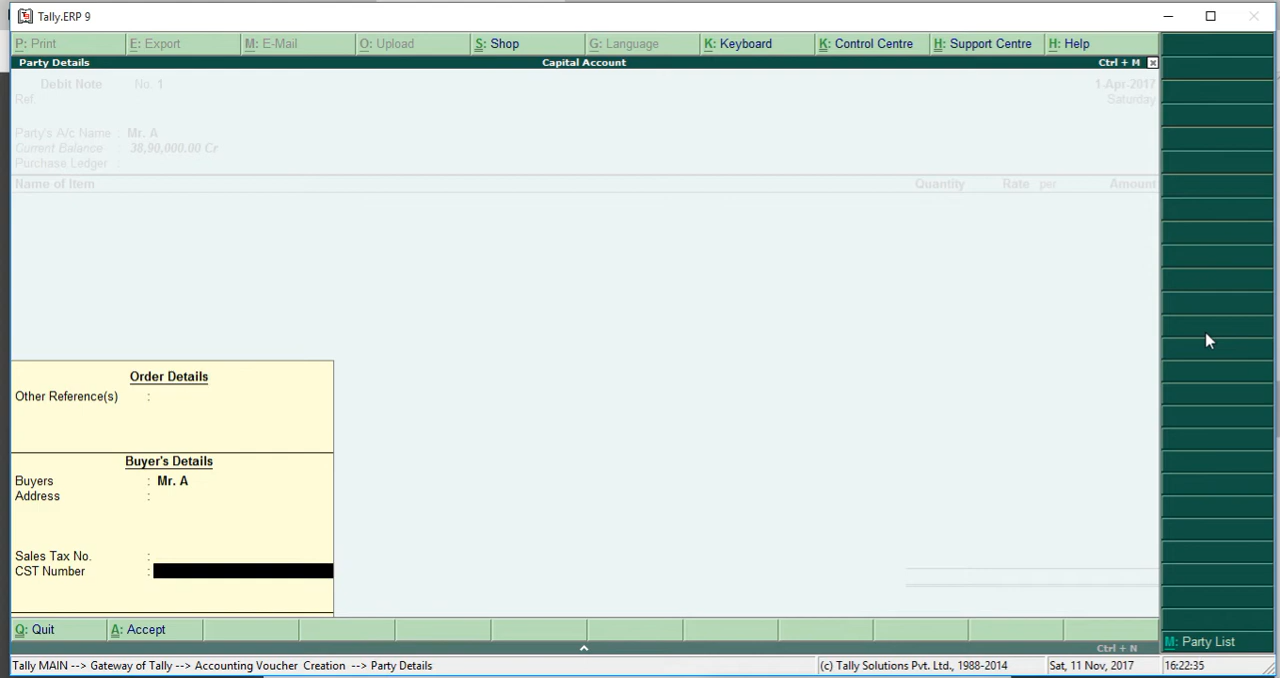 Tally.ERP 9
P: Print E: Export M: E-Mail O: Upload S: Shop G: Language K: Keyboard K: Control Centre H: Support Centre H: Help
Party Details Capital Account Ctrl + M
Debit Note No. 1 1-Apr-2017
Ref. Saturday
Party's A/c Name : Mr. A
Current Balance : 38,90,000.00 Cr
Purchase Ledger :
Name of Item Quantity Rate per Amount
Order Details
Other Reference(s) :
Buyer's Details
Buyers : Mr. A
Address :
Sales Tax No. :
CST Number :
Q: Quit A: Accept
M: Party List
Ctrl + N
Tally MAIN --> Gateway of Tally --> Accounting Voucher Creation --> Party Details (c) Tally Solutions Pvt. Ltd., 1988-2014 Sat, 11 Nov, 2017 16:22:35